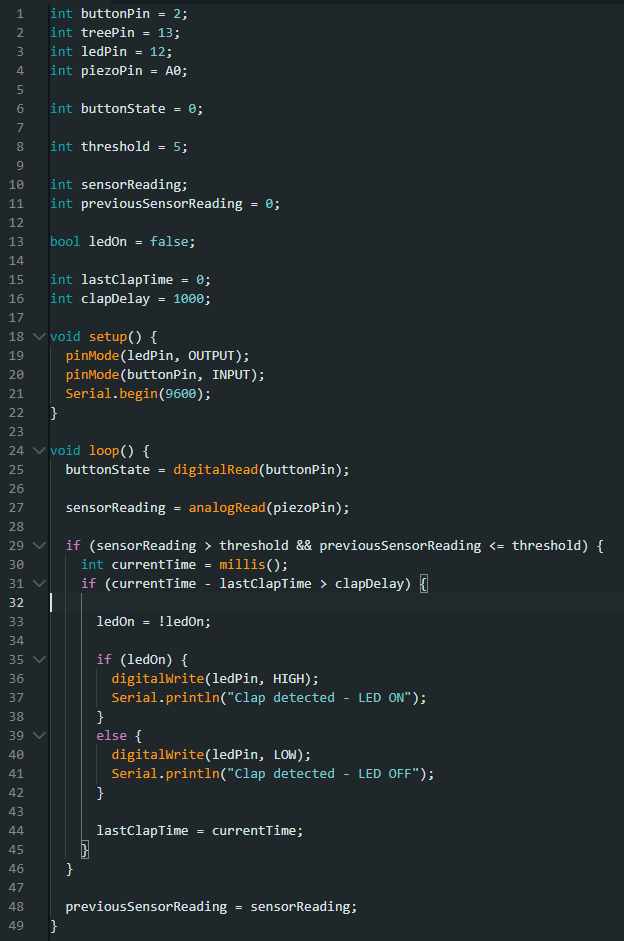 1 int buttonPin = 2;
2 int treePin = 13;
3 int ledPin = 12;
4 int piezoPin = A0;
5
6 int buttonState = 0;
7
8 int threshold = 5;
9
10 int sensorReading;
11 int previousSensorReading = 0;
12
13 bool ledOn = false;
14
15 int lastClapTime = 0;
16 int clapDelay = 1000;
17
18 void setup() {
19   pinMode(ledPin, OUTPUT);
20   pinMode(buttonPin, INPUT);
21   Serial.begin(9600);
22 }
23
24 void loop() {
25   buttonState = digitalRead(buttonPin);
26
27   sensorReading = analogRead(piezoPin);
28
29   if (sensorReading > threshold && previousSensorReading <= threshold) {
30     int currentTime = millis();
31     if (currentTime - lastClapTime > clapDelay) {
32
33       ledOn = !ledOn;
34
35       if (ledOn) {
36         digitalWrite(ledPin, HIGH);
37         Serial.println("Clap detected - LED ON");
38       }
39       else {
40         digitalWrite(ledPin, LOW);
41         Serial.println("Clap detected - LED OFF");
42       }
43
44       lastClapTime = currentTime;
45     }
46   }
47
48   previousSensorReading = sensorReading;
49 }